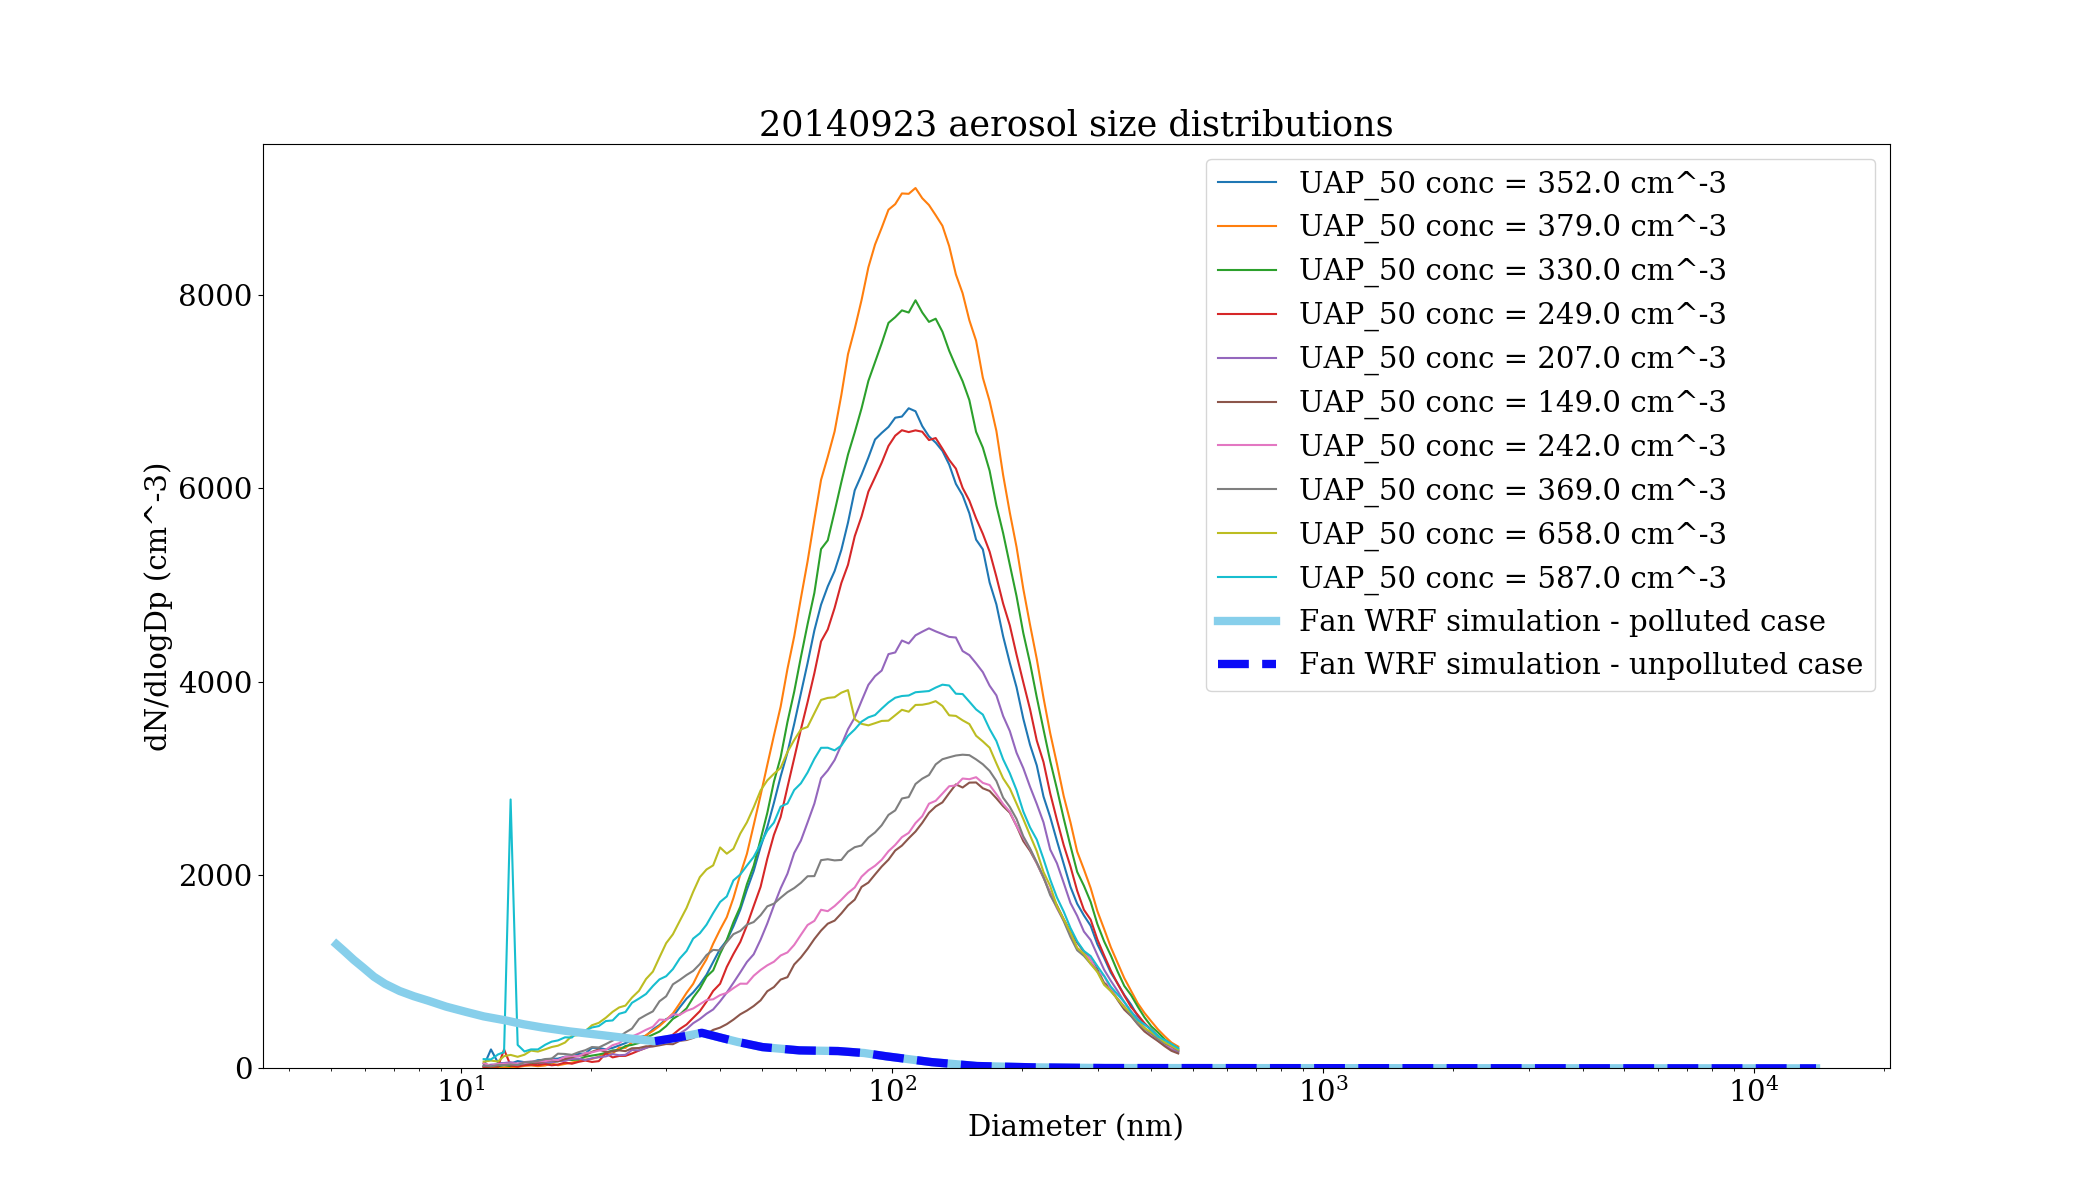 20140923 aerosol size distributions
UAP_50 conc = 352.0 cm^-3
UAP_50 conc = 379.0 cm^-3
UAP_50 conc = 330.0 cm^-3
UAP_50 conc = 249.0 cm^-3
UAP_50 conc = 207.0 cm^-3
UAP_50 conc = 149.0 cm^-3
UAP_50 conc = 242.0 cm^-3
UAP_50 conc = 369.0 cm^-3
UAP_50 conc = 658.0 cm^-3
UAP_50 conc = 587.0 cm^-3
Fan WRF simulation - polluted case
Fan WRF simulation - unpolluted case
dN/dlogDp (cm^-3)
8000
6000
4000
2000
0
10¹ 10² 10³ 10⁴
Diameter (nm)